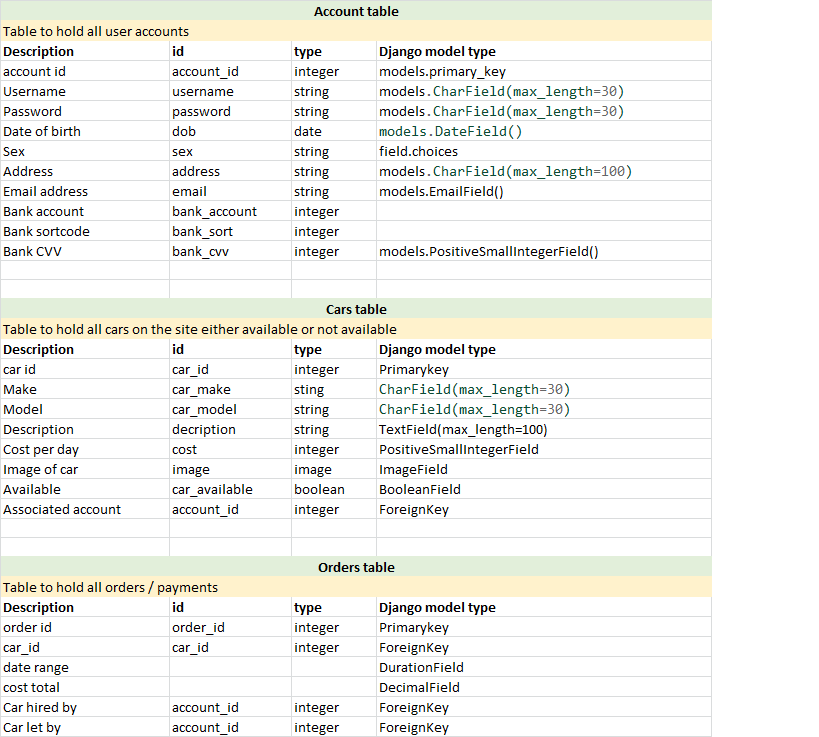 Account table
Table to hold all user accounts
Description id type Django model type
account id account_id integer models.primary_key
Username username string models.CharField(max_length=30)
Password password string models.CharField(max_length=30)
Date of birth dob date models.DateField()
Sex sex string field.choices
Address address string models.CharField(max_length=100)
Email address email string models.EmailField()
Bank account bank_account integer
Bank sortcode bank_sort integer
Bank CVV bank_cvv integer models.PositiveSmallIntegerField()
Cars table
Table to hold all cars on the site either available or not available
Description id type Django model type
car id car_id integer Primarykey
Make car_make sting CharField(max_length=30)
Model car_model string CharField(max_length=30)
Description decription string TextField(max_length=100)
Cost per day cost integer PositiveSmallIntegerField
Image of car image image ImageField
Available car_available boolean BooleanField
Associated account account_id integer ForeignKey
Orders table
Table to hold all orders / payments
Description id type Django model type
order id order_id integer Primarykey
car_id car_id integer ForeignKey
date range DurationField
cost total DecimalField
Car hired by account_id integer ForeignKey
Car let by account_id integer ForeignKey